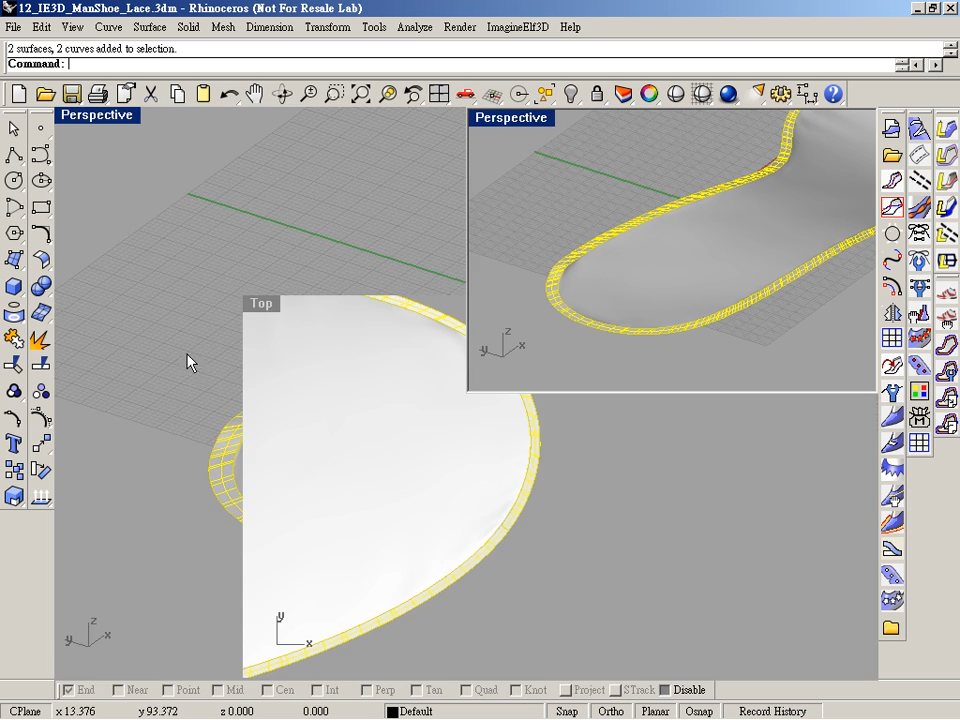 12_IE3D_ManShoe_Lace.3dm - Rhinoceros (Not For Resale Lab)
File Edit View Curve Surface Solid Mesh Dimension Transform Tools Analyze Render ImagineElf3D Help
2 surfaces, 2 curves added to selection.
Command:
Perspective
Perspective
z
y x
Top
y
x
z
y x
End Near Point Mid Cen Int Perp Tan Quad Knot Project STrack Disable
CPlane x 13.376 y 93.372 z 0.000 0.000 Default Snap Ortho Planar Osnap Record History